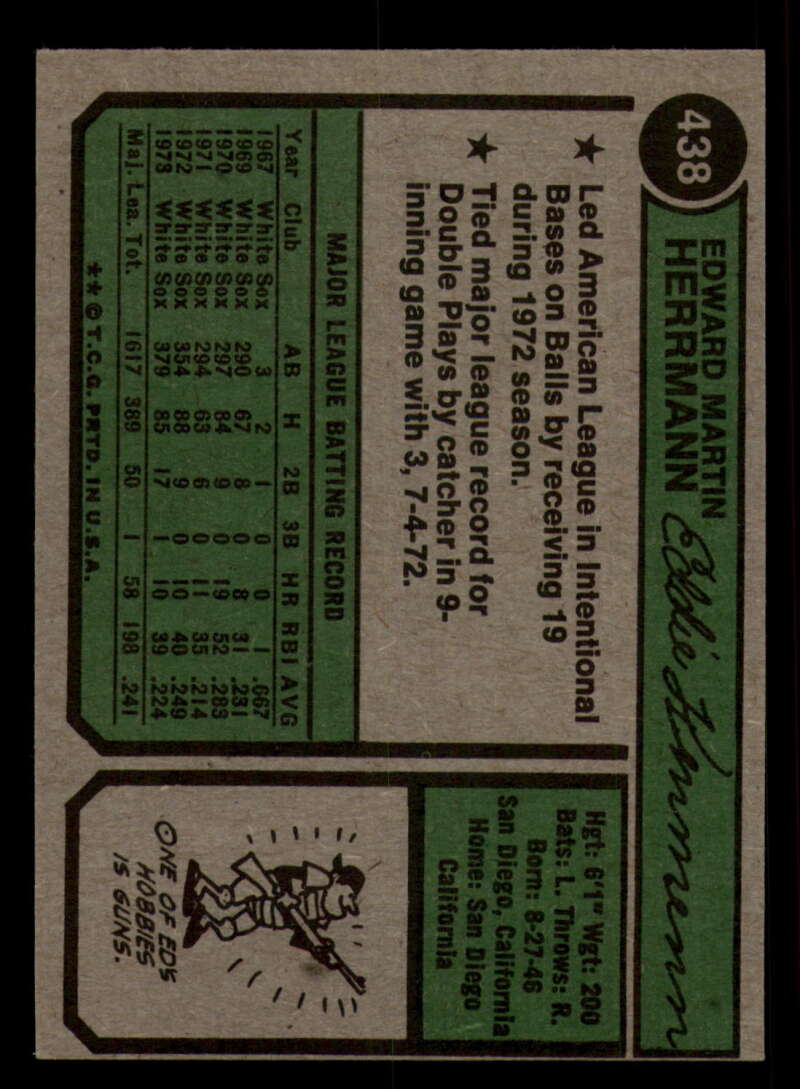 438
EDWARD MARTIN
HERRMANN
Eddie Herrmann
★ Led American League in Intentional
Bases on Balls by receiving 19
during 1972 season.
★ Tied major league record for
Double Plays by catcher in 9-
inning game with 3, 7-4-72.
MAJOR LEAGUE BATTING RECORD
Year Club AB H 2B 3B HR RBI AVG
1967 White Sox 3 2 1 0 0 1 .667
1969 White Sox 290 67 8 0 8 31 .231
1970 White Sox 297 84 9 0 19 52 .283
1971 White Sox 294 63 6 0 11 35 .214
1972 White Sox 354 88 9 0 10 40 .249
1973 White Sox 379 85 17 1 10 39 .224
Maj. Lea. Tot. 1617 389 50 1 58 198 .241
**©T.C.G. PRTD. IN U.S.A.
Hgt: 6'1" Wgt: 200
Bats: L. Throws: R.
Born: 8-27-46
San Diego, California
Home: San Diego
California
ONE OF EDS
HOBBIES
IS GUNS.